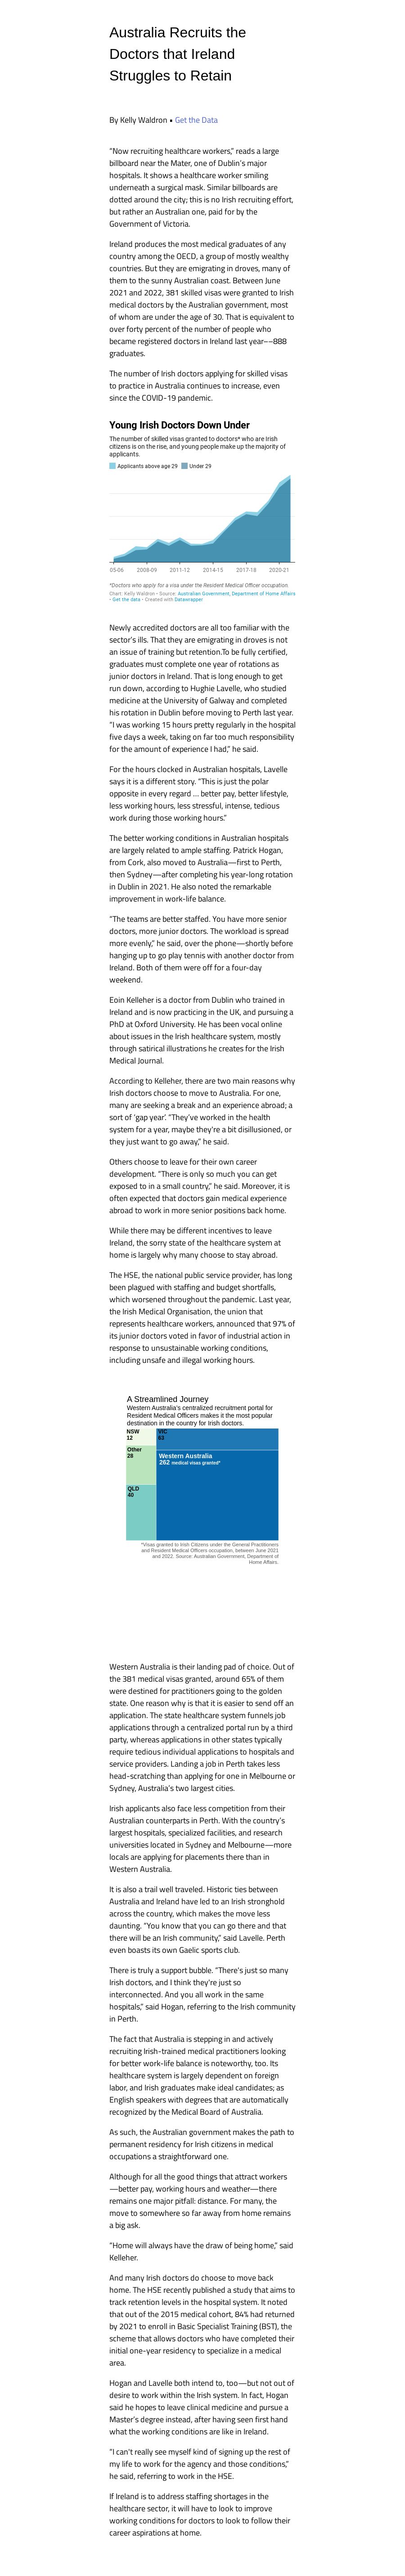 Australia Recruits the
Doctors that Ireland
Struggles to Retain
By Kelly Waldron • Get the Data
“Now recruiting healthcare workers,” reads a large
billboard near the Mater, one of Dublin’s major
hospitals. It shows a healthcare worker smiling
underneath a surgical mask. Similar billboards are
dotted around the city; this is no Irish recruiting effort,
but rather an Australian one, paid for by the
Government of Victoria.
Ireland produces the most medical graduates of any
country among the OECD, a group of mostly wealthy
countries. But they are emigrating in droves, many of
them to the sunny Australian coast. Between June
2021 and 2022, 381 skilled visas were granted to Irish
medical doctors by the Australian government, most
of whom are under the age of 30. That is equivalent to
over forty percent of the number of people who
became registered doctors in Ireland last year––888
graduates.
The number of Irish doctors applying for skilled visas
to practice in Australia continues to increase, even
since the COVID-19 pandemic.
Young Irish Doctors Down Under
The number of skilled visas granted to doctors* who are Irish
citizens is on the rise, and young people make up the majority of
applicants.
Applicants above age 29 Under 29
05-06 2008-09 2011-12 2014-15 2017-18 2020-21
*Doctors who apply for a visa under the Resident Medical Officer occupation.
Chart: Kelly Waldron • Source: Australian Government, Department of Home Affairs
• Get the data • Created with Datawrapper
Newly accredited doctors are all too familiar with the
sector’s ills. That they are emigrating in droves is not
an issue of training but retention.To be fully certified,
graduates must complete one year of rotations as
junior doctors in Ireland. That is long enough to get
run down, according to Hughie Lavelle, who studied
medicine at the University of Galway and completed
his rotation in Dublin before moving to Perth last year.
“I was working 15 hours pretty regularly in the hospital
five days a week, taking on far too much responsibility
for the amount of experience I had,” he said.
For the hours clocked in Australian hospitals, Lavelle
says it is a different story. “This is just the polar
opposite in every regard … better pay, better lifestyle,
less working hours, less stressful, intense, tedious
work during those working hours.”
The better working conditions in Australian hospitals
are largely related to ample staffing. Patrick Hogan,
from Cork, also moved to Australia—first to Perth,
then Sydney—after completing his year-long rotation
in Dublin in 2021. He also noted the remarkable
improvement in work-life balance.
“The teams are better staffed. You have more senior
doctors, more junior doctors. The workload is spread
more evenly,” he said, over the phone—shortly before
hanging up to go play tennis with another doctor from
Ireland. Both of them were off for a four-day
weekend.
Eoin Kelleher is a doctor from Dublin who trained in
Ireland and is now practicing in the UK, and pursuing a
PhD at Oxford University. He has been vocal online
about issues in the Irish healthcare system, mostly
through satirical illustrations he creates for the Irish
Medical Journal.
According to Kelleher, there are two main reasons why
Irish doctors choose to move to Australia. For one,
many are seeking a break and an experience abroad; a
sort of ‘gap year’. “They’ve worked in the health
system for a year, maybe they’re a bit disillusioned, or
they just want to go away,” he said.
Others choose to leave for their own career
development. “There is only so much you can get
exposed to in a small country,” he said. Moreover, it is
often expected that doctors gain medical experience
abroad to work in more senior positions back home.
While there may be different incentives to leave
Ireland, the sorry state of the healthcare system at
home is largely why many choose to stay abroad.
The HSE, the national public service provider, has long
been plagued with staffing and budget shortfalls,
which worsened throughout the pandemic. Last year,
the Irish Medical Organisation, the union that
represents healthcare workers, announced that 97% of
its junior doctors voted in favor of industrial action in
response to unsustainable working conditions,
including unsafe and illegal working hours.
A Streamlined Journey
Western Australia's centralized recruitment portal for
Resident Medical Officers makes it the most popular
destination in the country for Irish doctors.
NSW
12
VIC
63
Other
28
Western Australia
262 medical visas granted*
QLD
40
*Visas granted to Irish Citizens under the General Practitioners
and Resident Medical Officers occupation, between June 2021
and 2022. Source: Australian Government, Department of
Home Affairs.
Western Australia is their landing pad of choice. Out of
the 381 medical visas granted, around 65% of them
were destined for practitioners going to the golden
state. One reason why is that it is easier to send off an
application. The state healthcare system funnels job
applications through a centralized portal run by a third
party, whereas applications in other states typically
require tedious individual applications to hospitals and
service providers. Landing a job in Perth takes less
head-scratching than applying for one in Melbourne or
Sydney, Australia’s two largest cities.
Irish applicants also face less competition from their
Australian counterparts in Perth. With the country’s
largest hospitals, specialized facilities, and research
universities located in Sydney and Melbourne—more
locals are applying for placements there than in
Western Australia.
It is also a trail well traveled. Historic ties between
Australia and Ireland have led to an Irish stronghold
across the country, which makes the move less
daunting. “You know that you can go there and that
there will be an Irish community,” said Lavelle. Perth
even boasts its own Gaelic sports club.
There is truly a support bubble. “There’s just so many
Irish doctors, and I think they’re just so
interconnected. And you all work in the same
hospitals,” said Hogan, referring to the Irish community
in Perth.
The fact that Australia is stepping in and actively
recruiting Irish-trained medical practitioners looking
for better work-life balance is noteworthy, too. Its
healthcare system is largely dependent on foreign
labor, and Irish graduates make ideal candidates; as
English speakers with degrees that are automatically
recognized by the Medical Board of Australia.
As such, the Australian government makes the path to
permanent residency for Irish citizens in medical
occupations a straightforward one.
Although for all the good things that attract workers
—better pay, working hours and weather—there
remains one major pitfall: distance. For many, the
move to somewhere so far away from home remains
a big ask.
“Home will always have the draw of being home,” said
Kelleher.
And many Irish doctors do choose to move back
home. The HSE recently published a study that aims to
track retention levels in the hospital system. It noted
that out of the 2015 medical cohort, 84% had returned
by 2021 to enroll in Basic Specialist Training (BST), the
scheme that allows doctors who have completed their
initial one-year residency to specialize in a medical
area.
Hogan and Lavelle both intend to, too—but not out of
desire to work within the Irish system. In fact, Hogan
said he hopes to leave clinical medicine and pursue a
Master’s degree instead, after having seen first hand
what the working conditions are like in Ireland.
“I can’t really see myself kind of signing up the rest of
my life to work for the agency and those conditions,”
he said, referring to work in the HSE.
If Ireland is to address staffing shortages in the
healthcare sector, it will have to look to improve
working conditions for doctors to look to follow their
career aspirations at home.